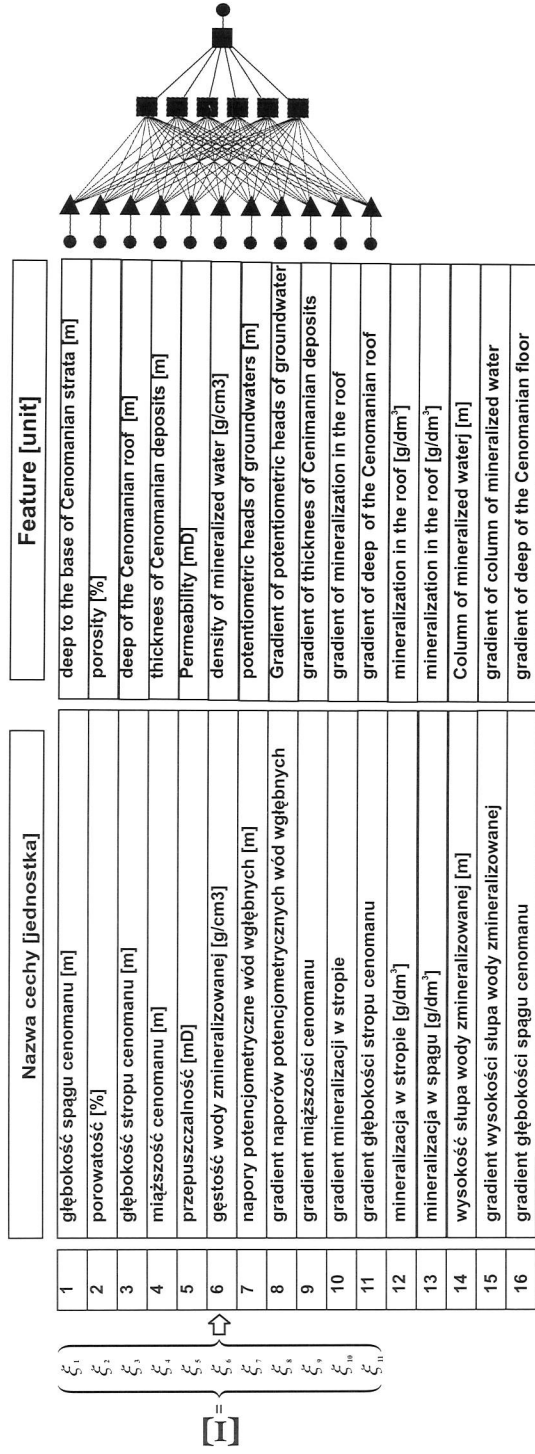 Nazwa cechy [jednostka] Feature [unit]
1 głębokość spągu cenomanu [m] deep to the base of Cenomanian strata [m]
2 porowatość [%] porosity [%]
3 głębokość stropu cenomanu [m] deep of the Cenomanian roof [m]
4 miąższość cenomanu [m] thicknees of Cenomanian deposits [m]
5 przepuszczalność [mD] Permeability [mD]
6 gęstość wody zmineralizowanej [g/cm3] density of mineralized water [g/cm3]
7 napory potencjometryczne wód wgłębnych [m] potentiometric heads of groundwaters [m]
8 gradient naporów potencjometrycznych wód wgłębnych Gradient of potentiometric heads of groundwater
9 gradient miąższości cenomanu gradient of thicknees of Cenimanian deposits
10 gradient mineralizacji w stropie gradient of mineralization in the roof
11 gradient głębokości stropu cenomanu gradient of deep of the Cenomanian roof
12 mineralizacja w stropie [g/dm³] mineralization in the roof [g/dm³]
13 mineralizacja w spągu [g/dm³] mineralization in the roof [g/dm³]
14 wysokość słupa wody zmineralizowanej [m] Column of mineralized waterj [m]
15 gradient wysokości słupa wody zmineralizowanej gradient of column of mineralized water
16 gradient głębokości spągu cenomanu gradient of deep of the Cenomanian floor
[Ξ] =
ξ₁
ξ₂
ξ₃
ξ₄
ξ₅
ξ₆
ξ₇
ξ₈
ξ₉
ξ₁₀
ξ₁₁